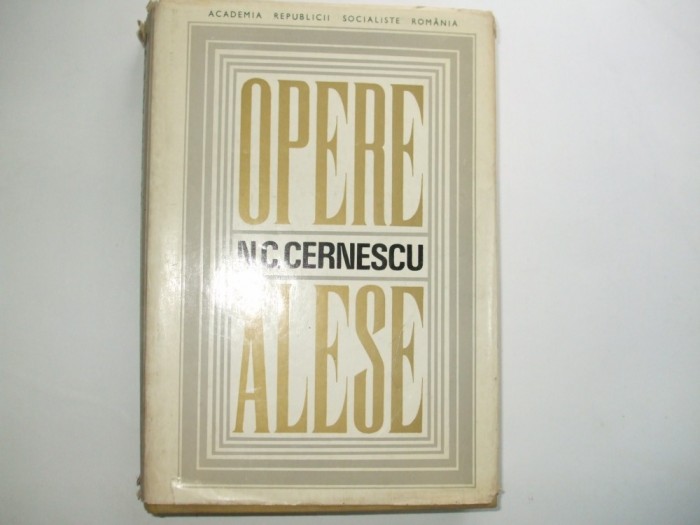 ACADEMIA REPUBLICII SOCIALISTE ROMÂNIA
OPERE
N.C. CERNESCU
ALESE